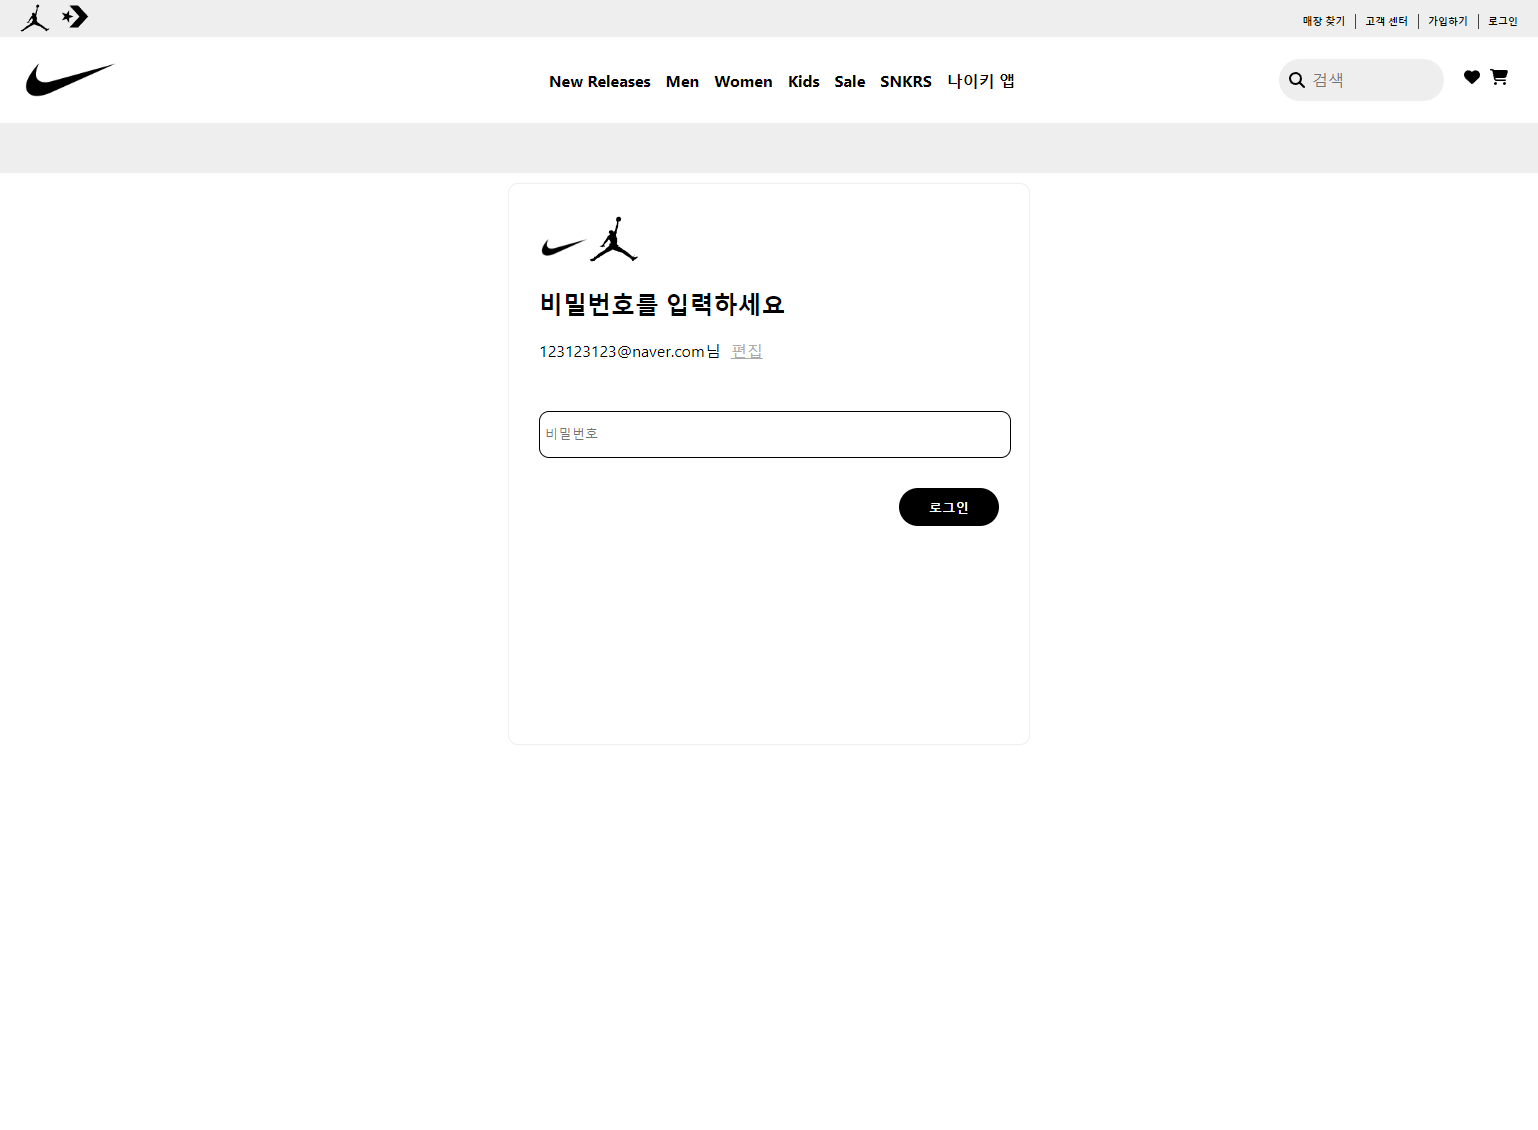 매장 찾기 고객 센터 가입하기 로그인
New Releases Men Women Kids Sale SNKRS 나이키 앱 검색
비밀번호를 입력하세요
123123123@naver.com님 편집
비밀번호
로그인